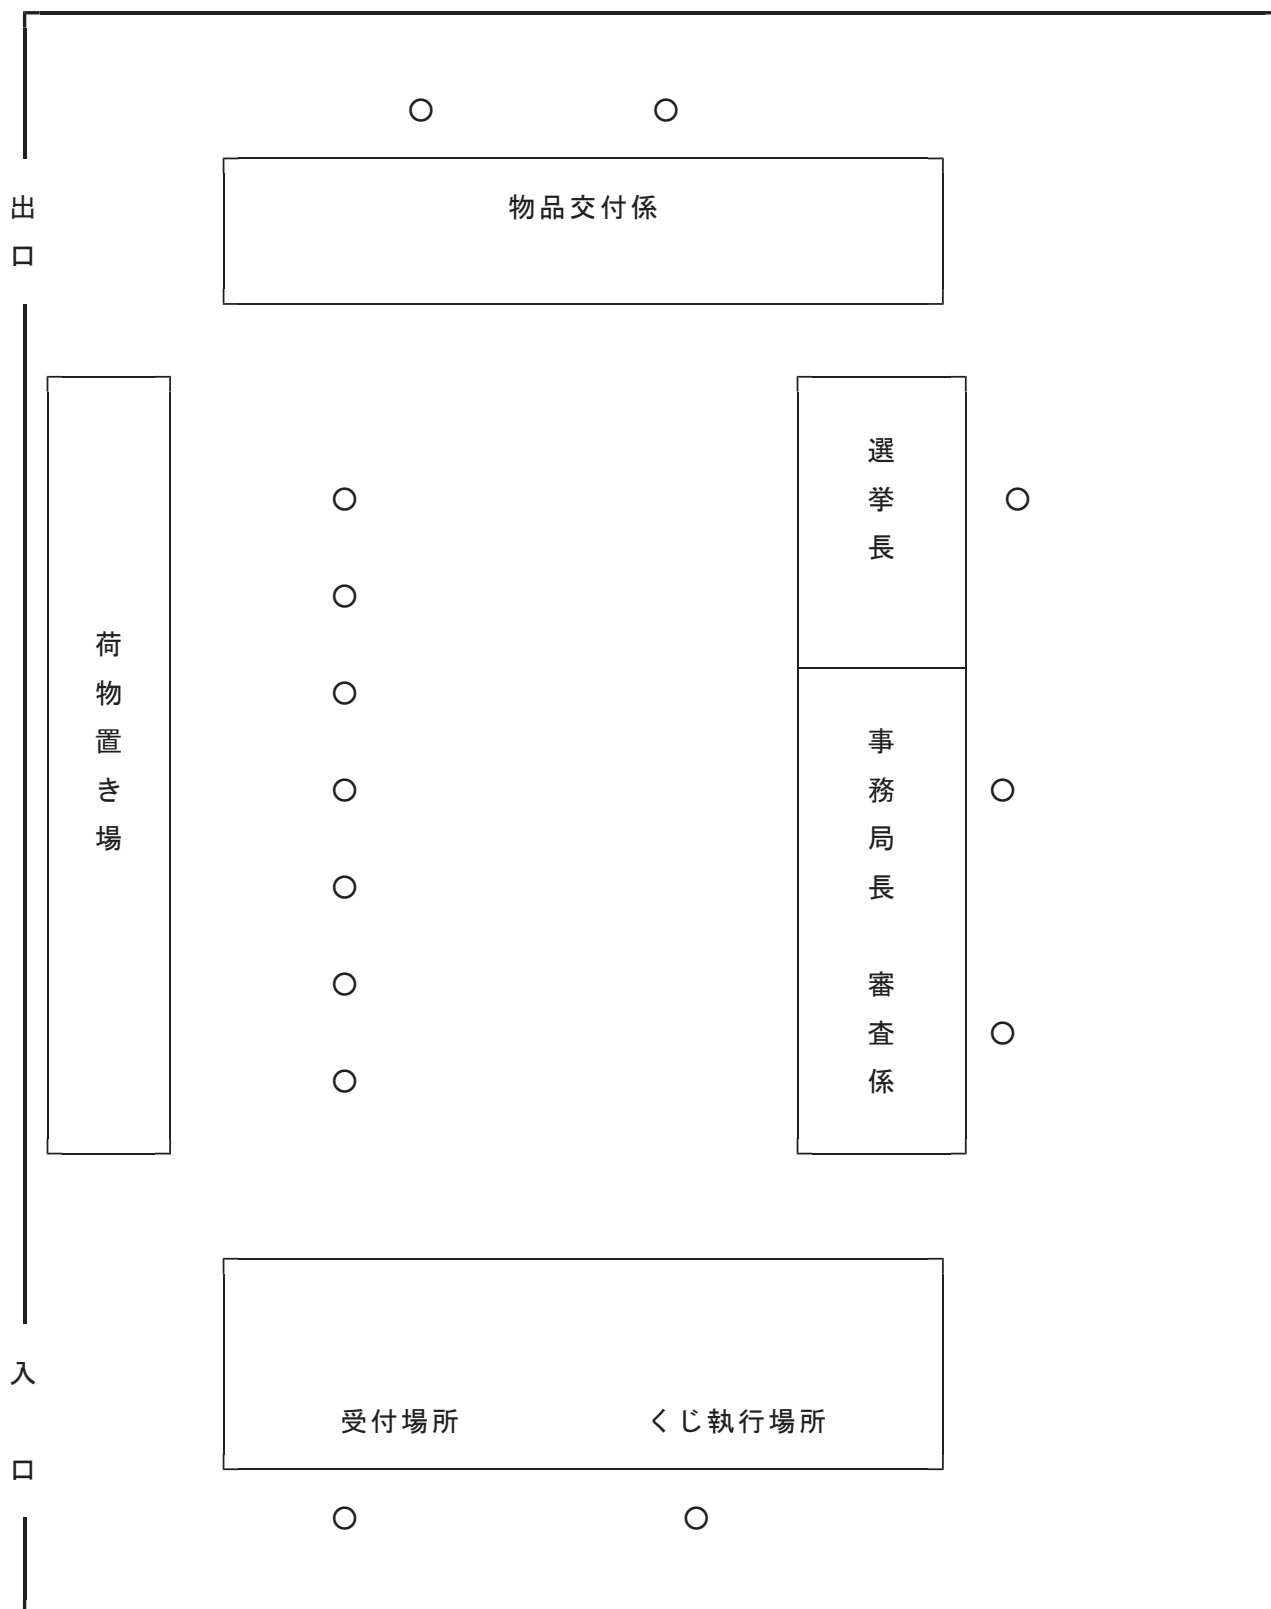 出口
物品交付係
選挙長
荷物置き場
事務局長　審査係
入口
受付場所　くじ執行場所